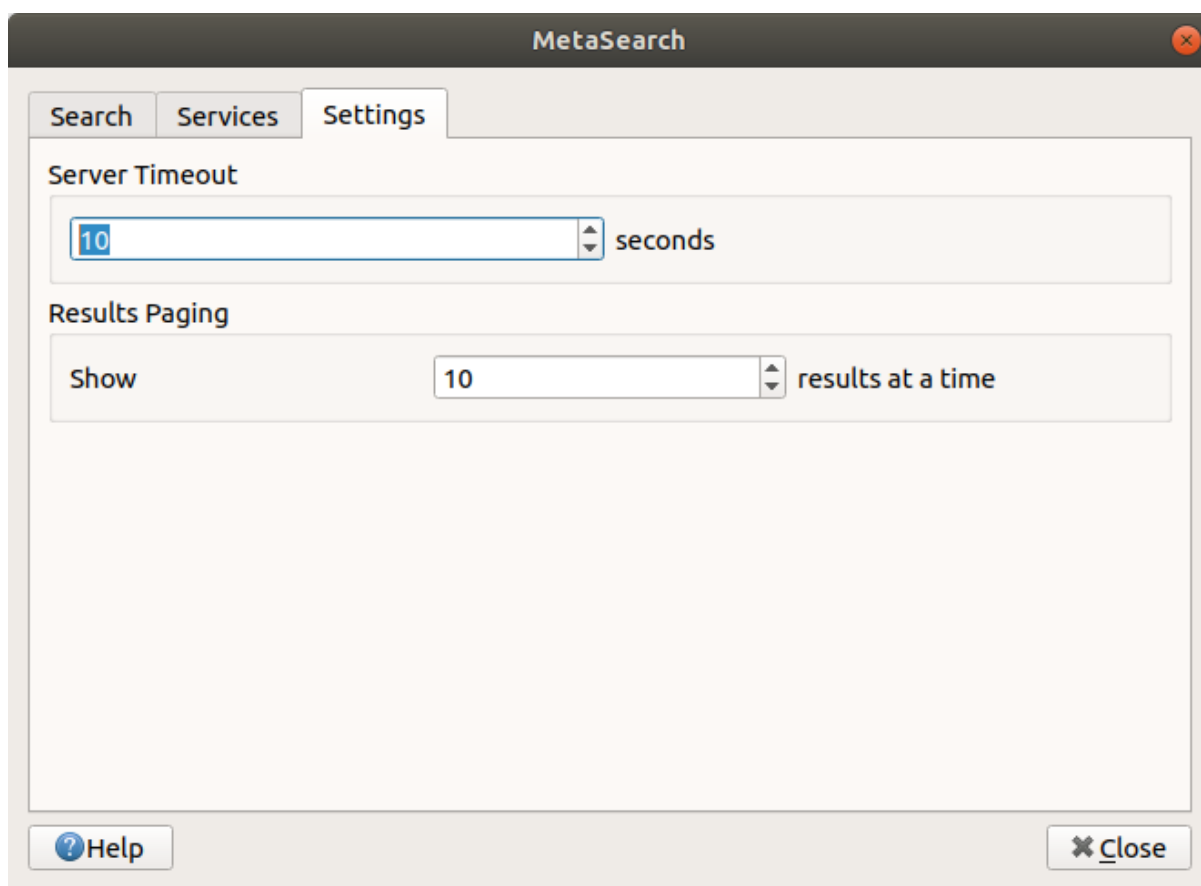 MetaSearch
Search Services Settings
Server Timeout
10 seconds
Results Paging
Show 10 results at a time
Help Close